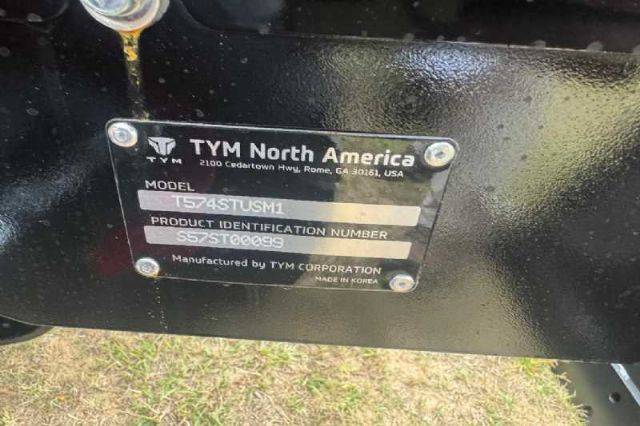 TYM North America
TYM
2100 Cedartown Hwy, Rome, GA 30161, USA
MODEL
T574STUSM1
PRODUCT IDENTIFICATION NUMBER
S57ST00099
Manufactured by TYM CORPORATION
MADE IN KOREA